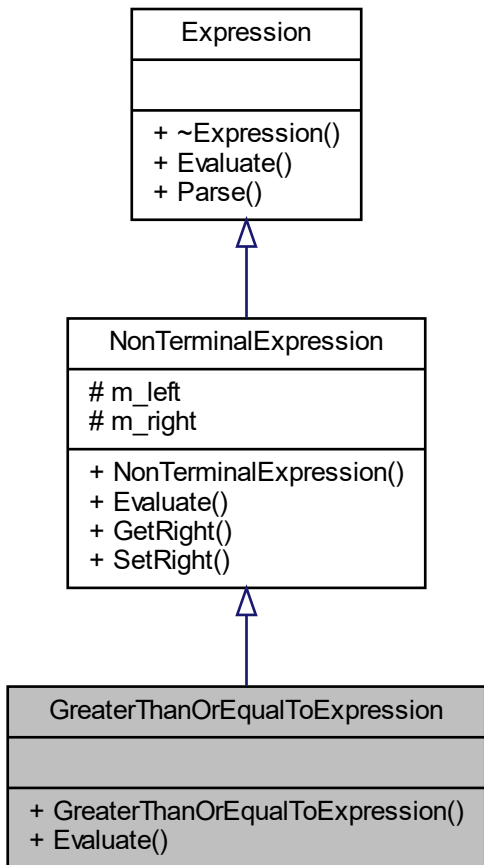 Expression
+ ~Expression()
+ Evaluate()
+ Parse()
NonTerminalExpression
# m_left
# m_right
+ NonTerminalExpression()
+ Evaluate()
+ GetRight()
+ SetRight()
GreaterThanOrEqualToExpression
+ GreaterThanOrEqualToExpression()
+ Evaluate()